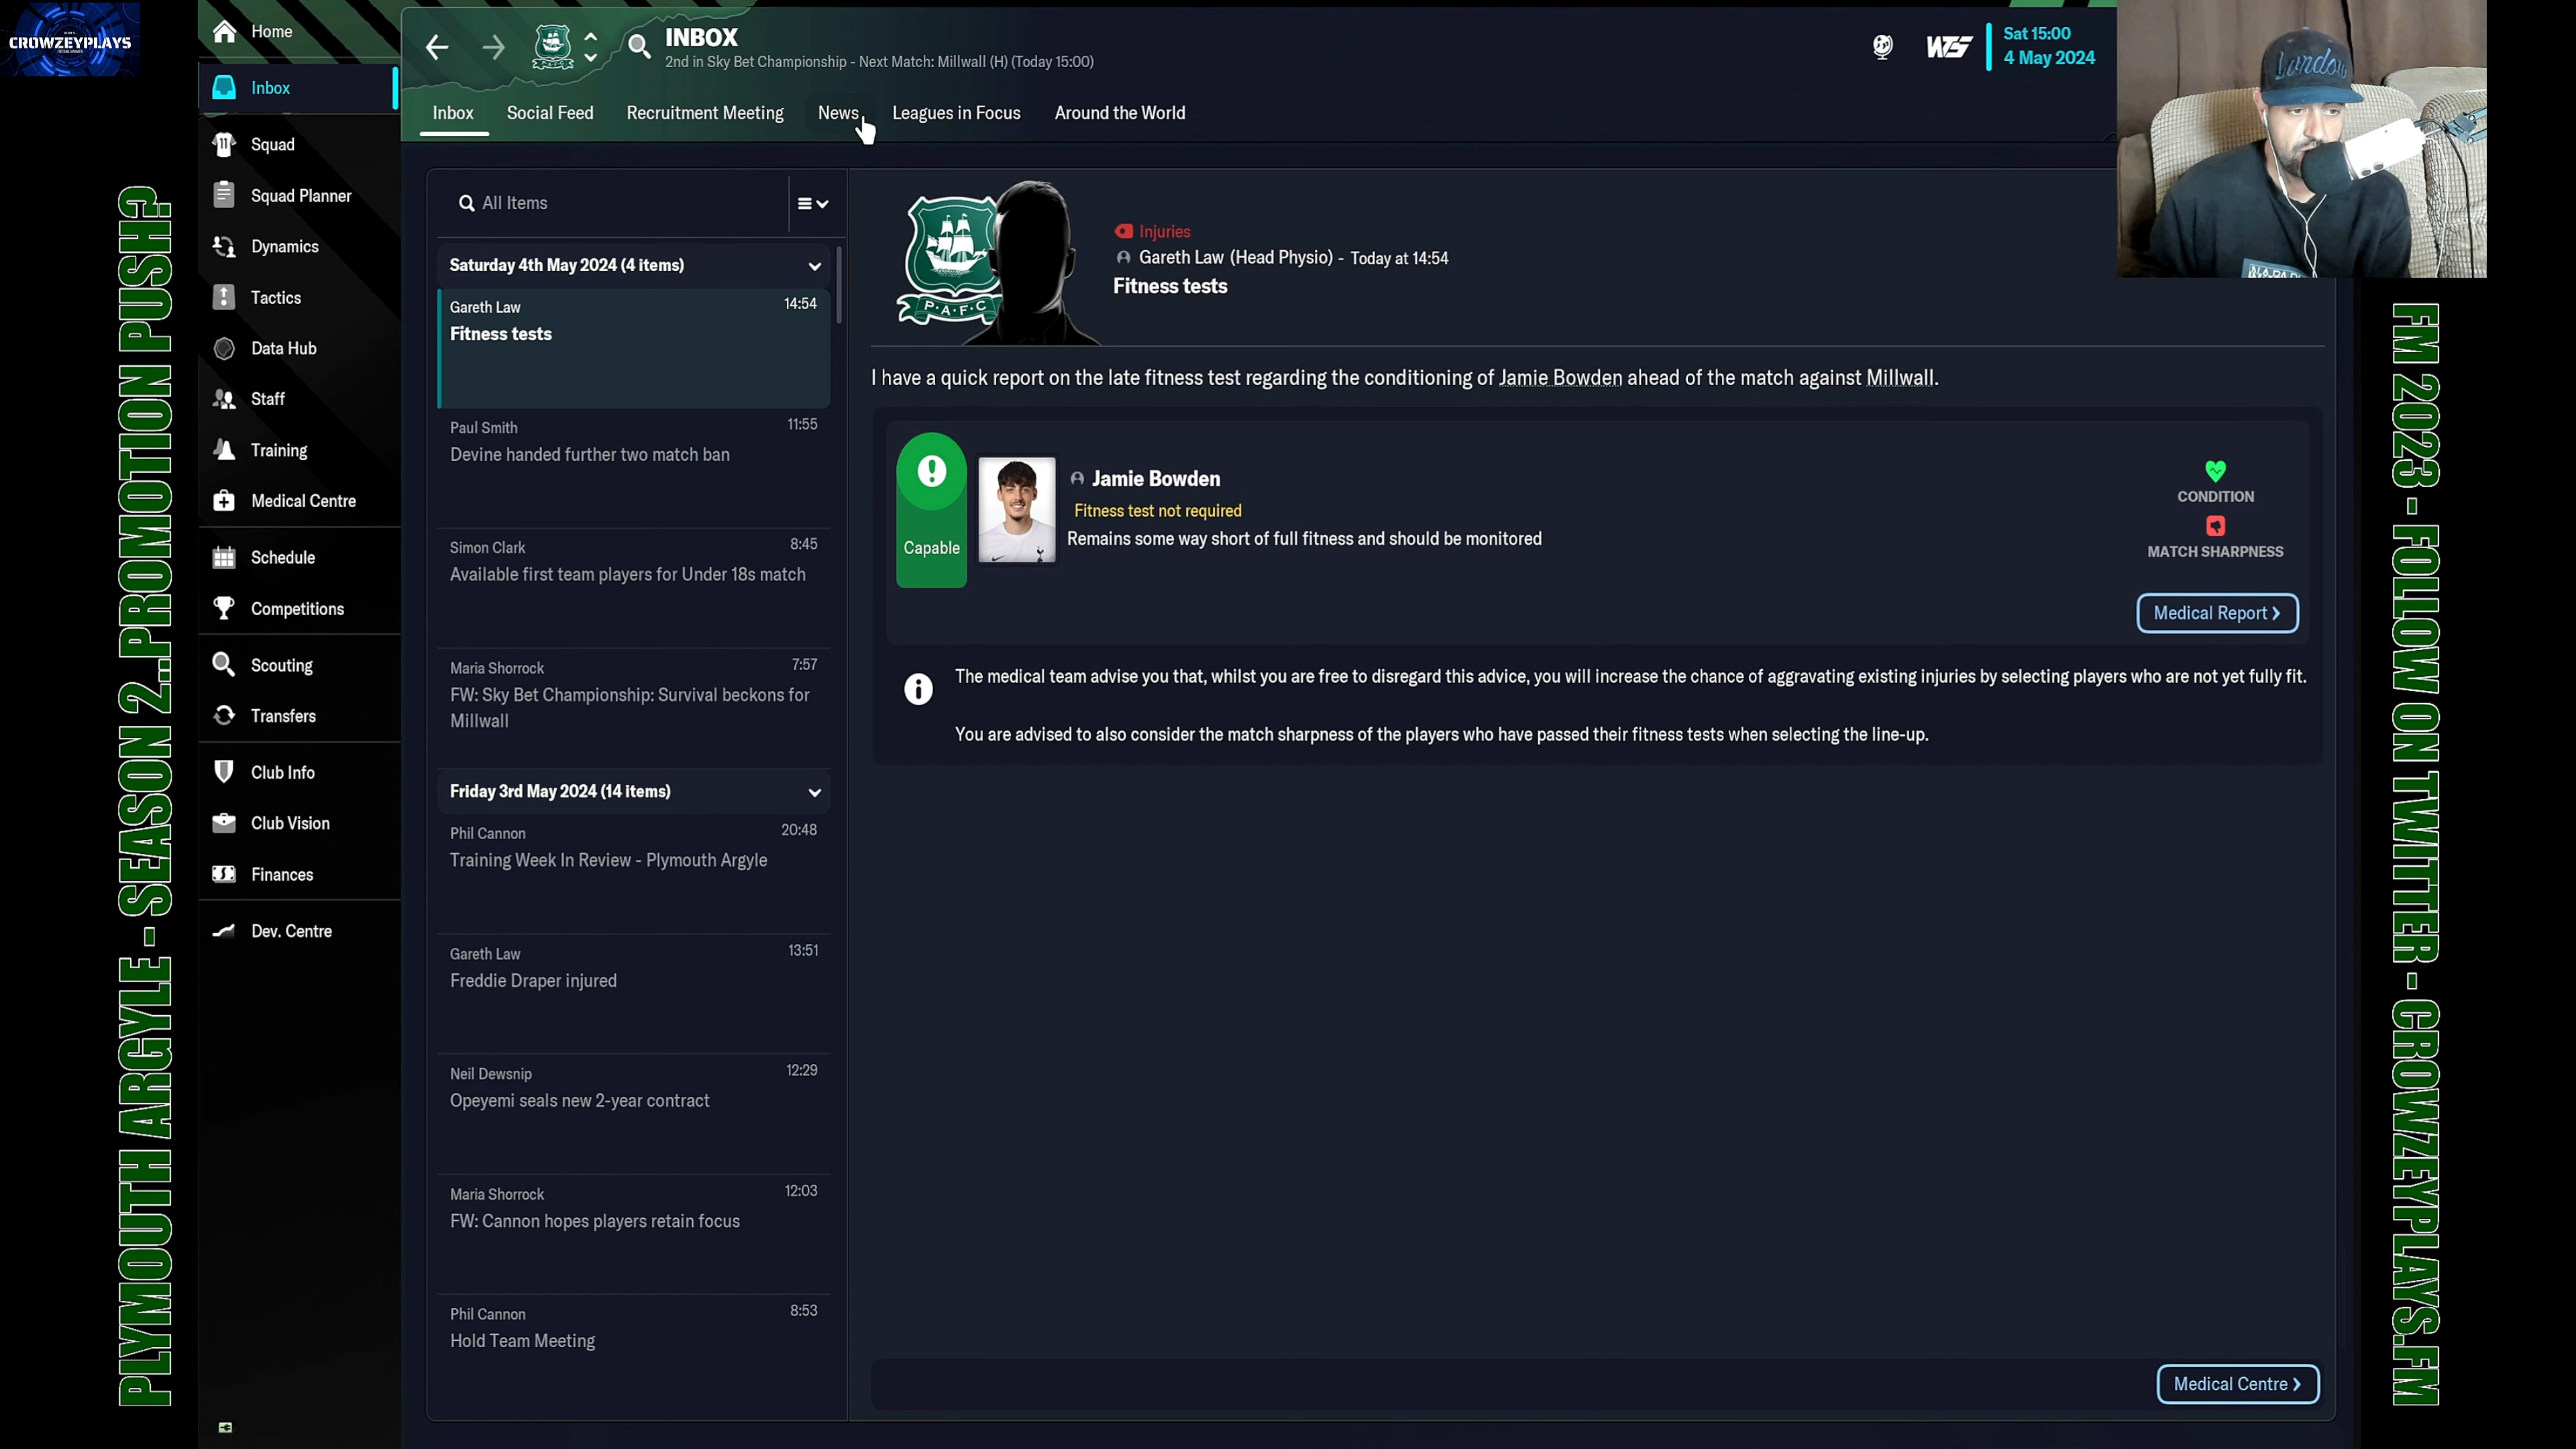 CROWZEYPLAYS
PLYMOUTH ARGYLE - SEASON 2..PROMOTION PUSH?
Home
Inbox
Squad
Squad Planner
Dynamics
Tactics
Data Hub
Staff
Training
Medical Centre
Schedule
Competitions
Scouting
Transfers
Club Info
Club Vision
Finances
Dev. Centre
INBOX
2nd in Sky Bet Championship - Next Match: Millwall (H) (Today 15:00)
Inbox Social Feed Recruitment Meeting News Leagues in Focus Around the World
Sat 15:00
4 May 2024
London
All Items
Saturday 4th May 2024 (4 items)
Gareth Law 14:54
Fitness tests
Paul Smith 11:55
Devine handed further two match ban
Simon Clark 8:45
Available first team players for Under 18s match
Maria Shorrock 7:57
FW: Sky Bet Championship: Survival beckons for
Millwall
Friday 3rd May 2024 (14 items)
Phil Cannon 20:48
Training Week In Review - Plymouth Argyle
Gareth Law 13:51
Freddie Draper injured
Neil Dewsnip 12:29
Opeyemi seals new 2-year contract
Maria Shorrock 12:03
FW: Cannon hopes players retain focus
Phil Cannon 8:53
Hold Team Meeting
P·A·F·C
Injuries
Gareth Law (Head Physio) - Today at 14:54
Fitness tests
I have a quick report on the late fitness test regarding the conditioning of Jamie Bowden ahead of the match against Millwall.
Capable
Jamie Bowden
Fitness test not required
Remains some way short of full fitness and should be monitored
CONDITION
MATCH SHARPNESS
Medical Report
The medical team advise you that, whilst you are free to disregard this advice, you will increase the chance of aggravating existing injuries by selecting players who are not yet fully fit.
You are advised to also consider the match sharpness of the players who have passed their fitness tests when selecting the line-up.
Medical Centre
FM 2023 - FOLLOW ON TWITTER - CROWZEYPLAYS.FM